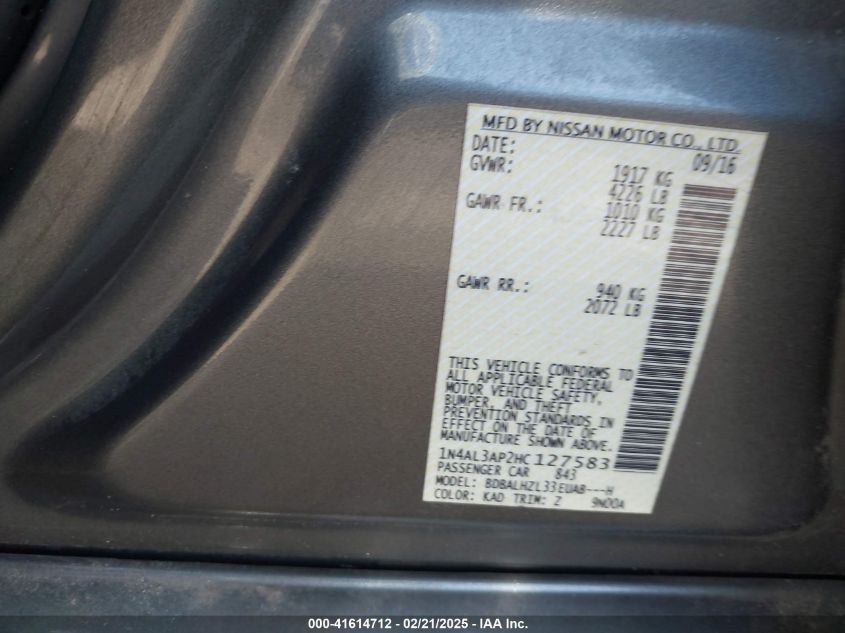 MFD BY NISSAN MOTOR CO., LTD.
DATE: 09/16
GVWR: 1917 KG
4226 LB
GAWR FR.: 1010 KG
2227 LB
GAWR RR.: 940 KG
2072 LB
THIS VEHICLE CONFORMS TO
ALL APPLICABLE FEDERAL
MOTOR VEHICLE SAFETY,
BUMPER, AND THEFT
PREVENTION STANDARDS IN
EFFECT ON THE DATE OF
MANUFACTURE SHOWN ABOVE.
1N4AL3AP2HC127583
PASSENGER CAR 843
MODEL: BDBALHZL33EUAB---H
COLOR: KAD TRIM: Z 9N00A
000-41614712 — 02/21/2025 — IAA Inc.